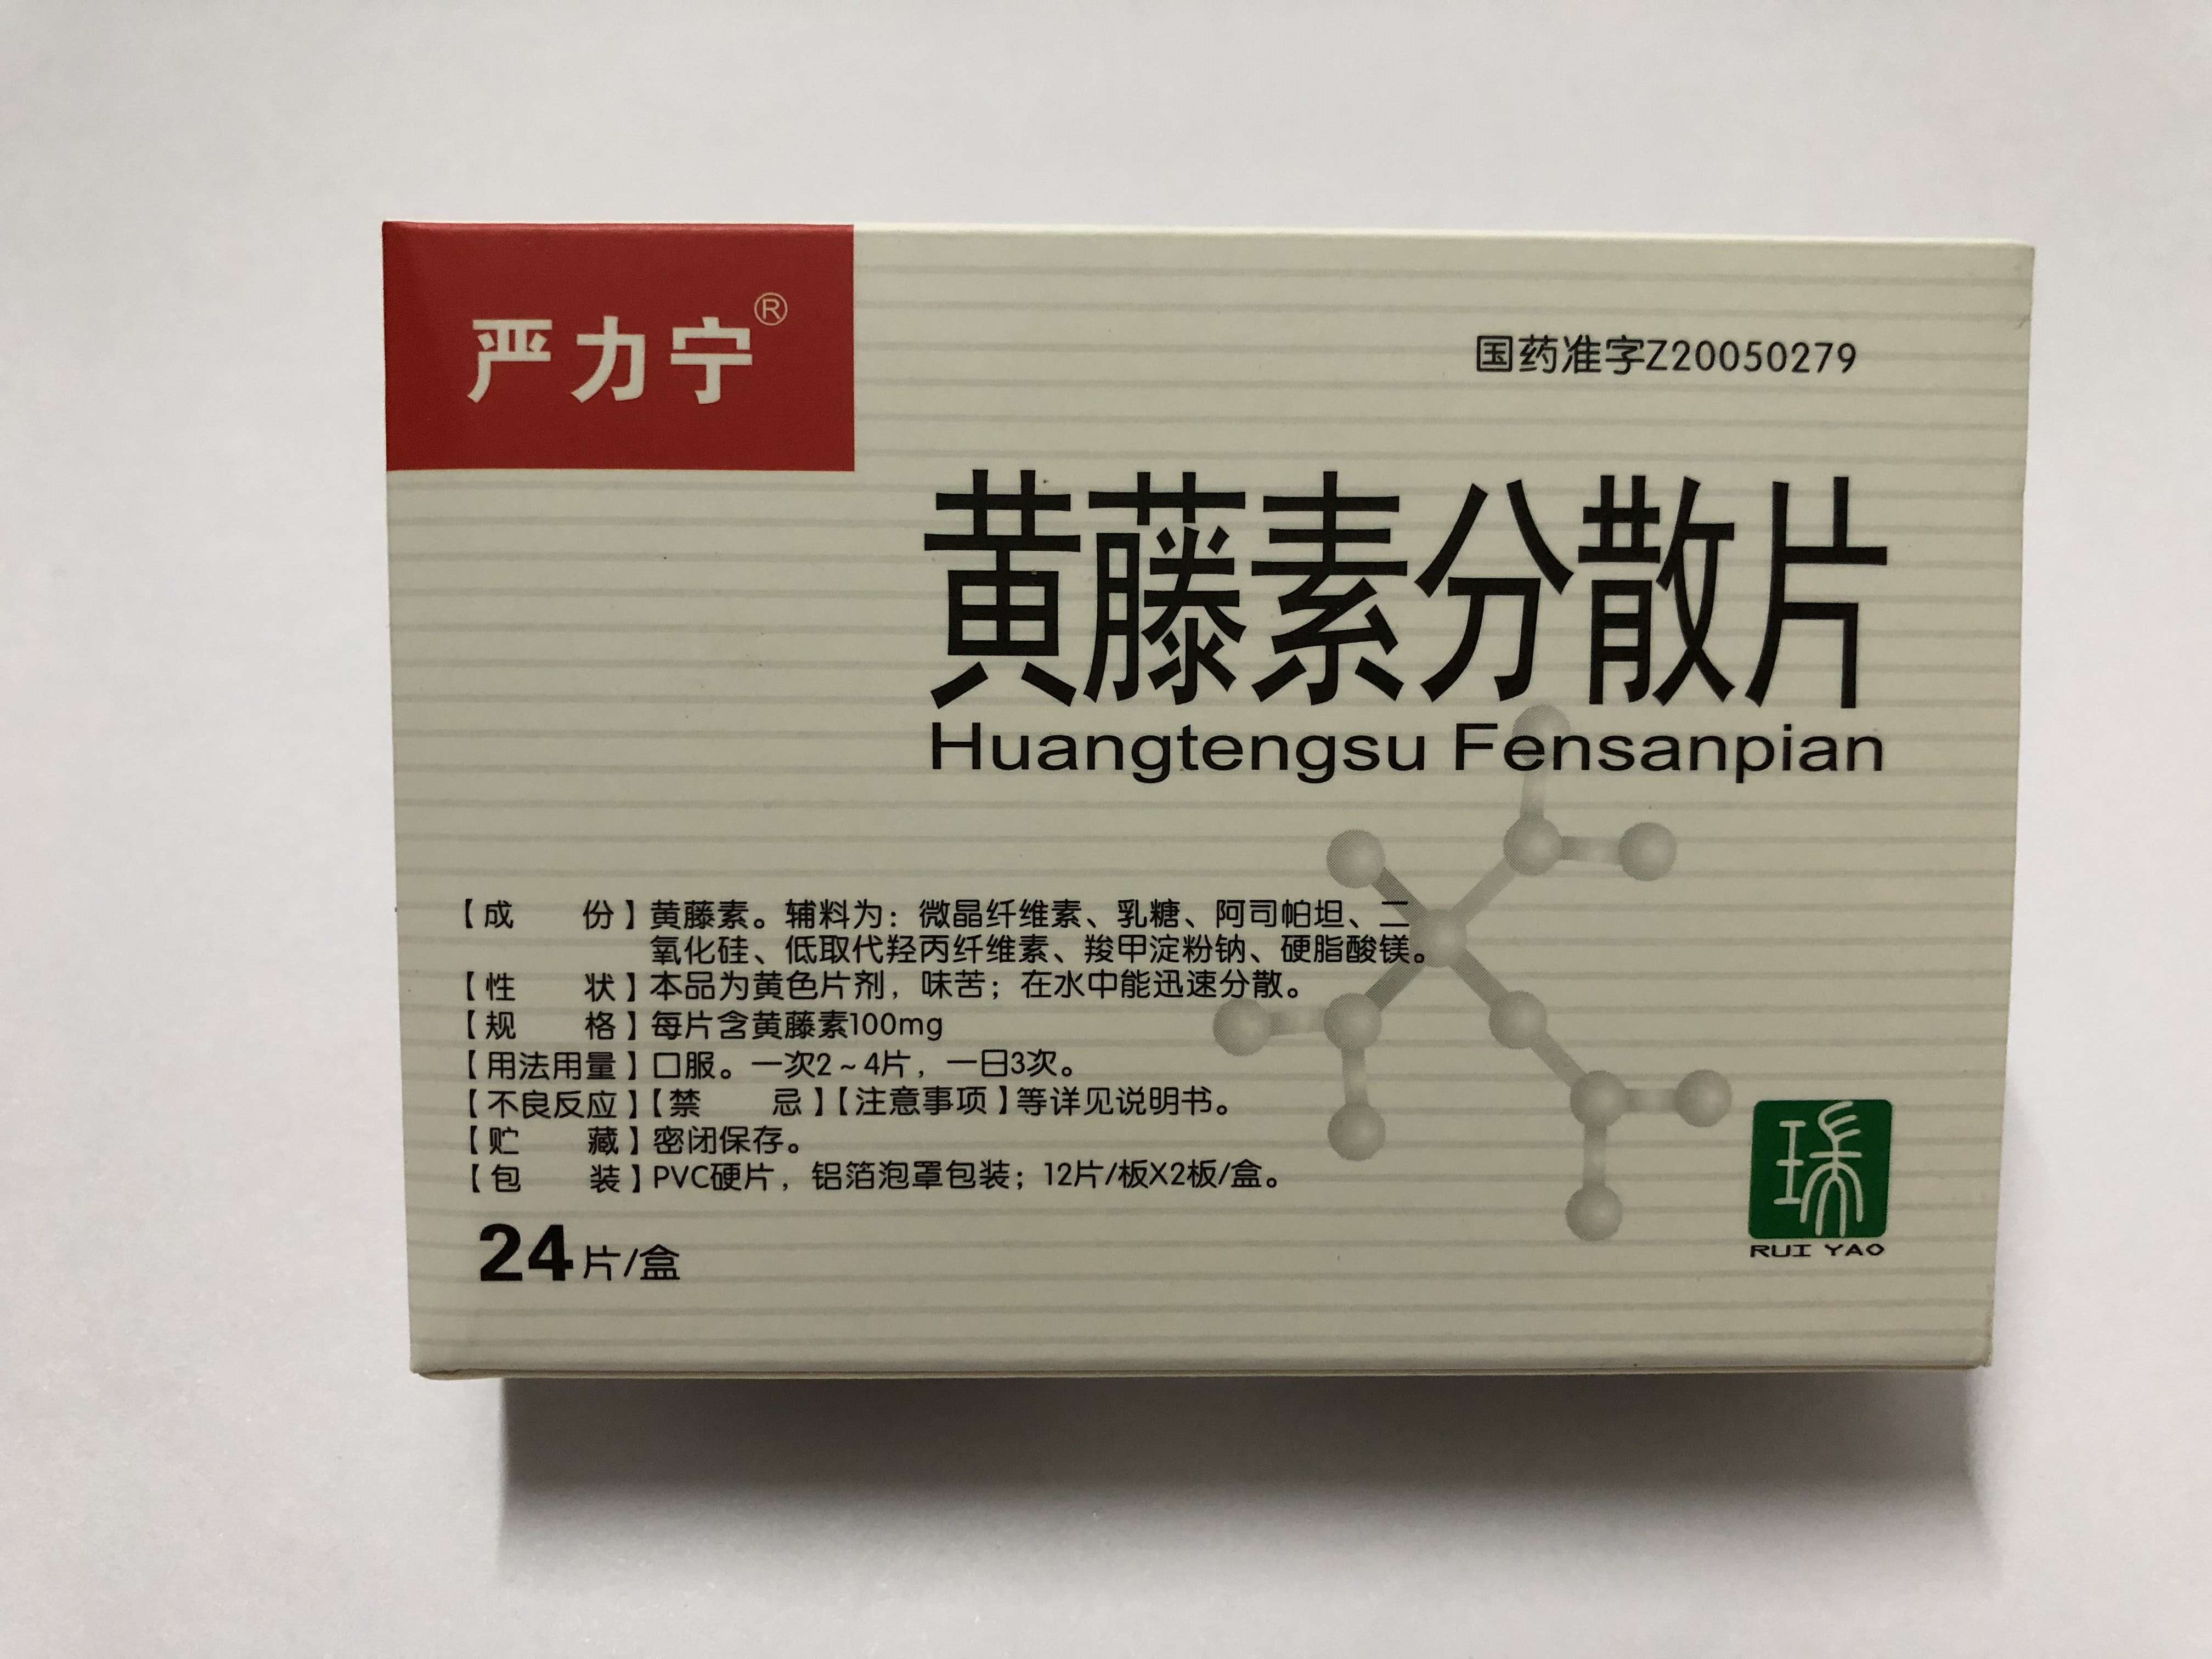 严力宁®
国药准字Z20050279
黄藤素分散片
Huangtengsu Fensanpian
【成　　份】黄藤素。辅料为：微晶纤维素、乳糖、阿司帕坦、二
氧化硅、低取代羟丙纤维素、羧甲淀粉钠、硬脂酸镁。
【性　　状】本品为黄色片剂，味苦；在水中能迅速分散。
【规　　格】每片含黄藤素100mg
【用法用量】口服。一次2~4片，一日3次。
【不良反应】【禁　　忌】【注意事项】等详见说明书。
【贮　　藏】密闭保存。
【包　　装】PVC硬片，铝箔泡罩包装；12片/板X2板/盒。
24片/盒
瑞
RUI YAO